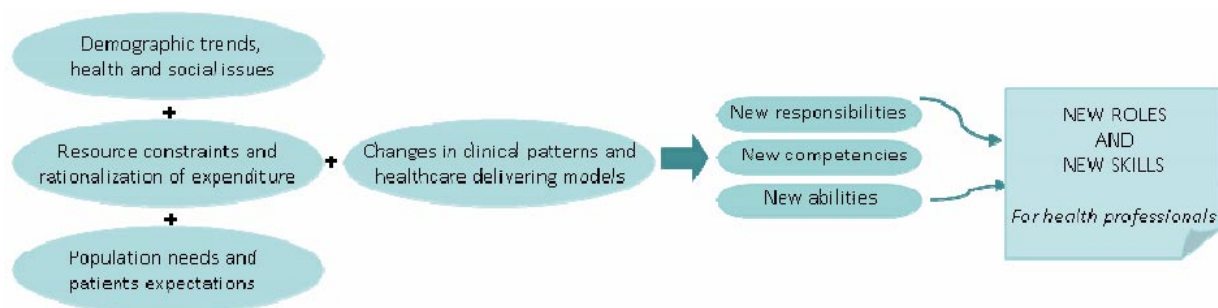 Demographic trends,
health and social issues
+
Resource constraints and
rationalization of expenditure
+
Population needs and
patients expectations
+
Changes in clinical patterns and
healthcare delivering models
New responsibilities
New competencies
New abilities
NEW ROLES
AND
NEW SKILLS
For health professionals